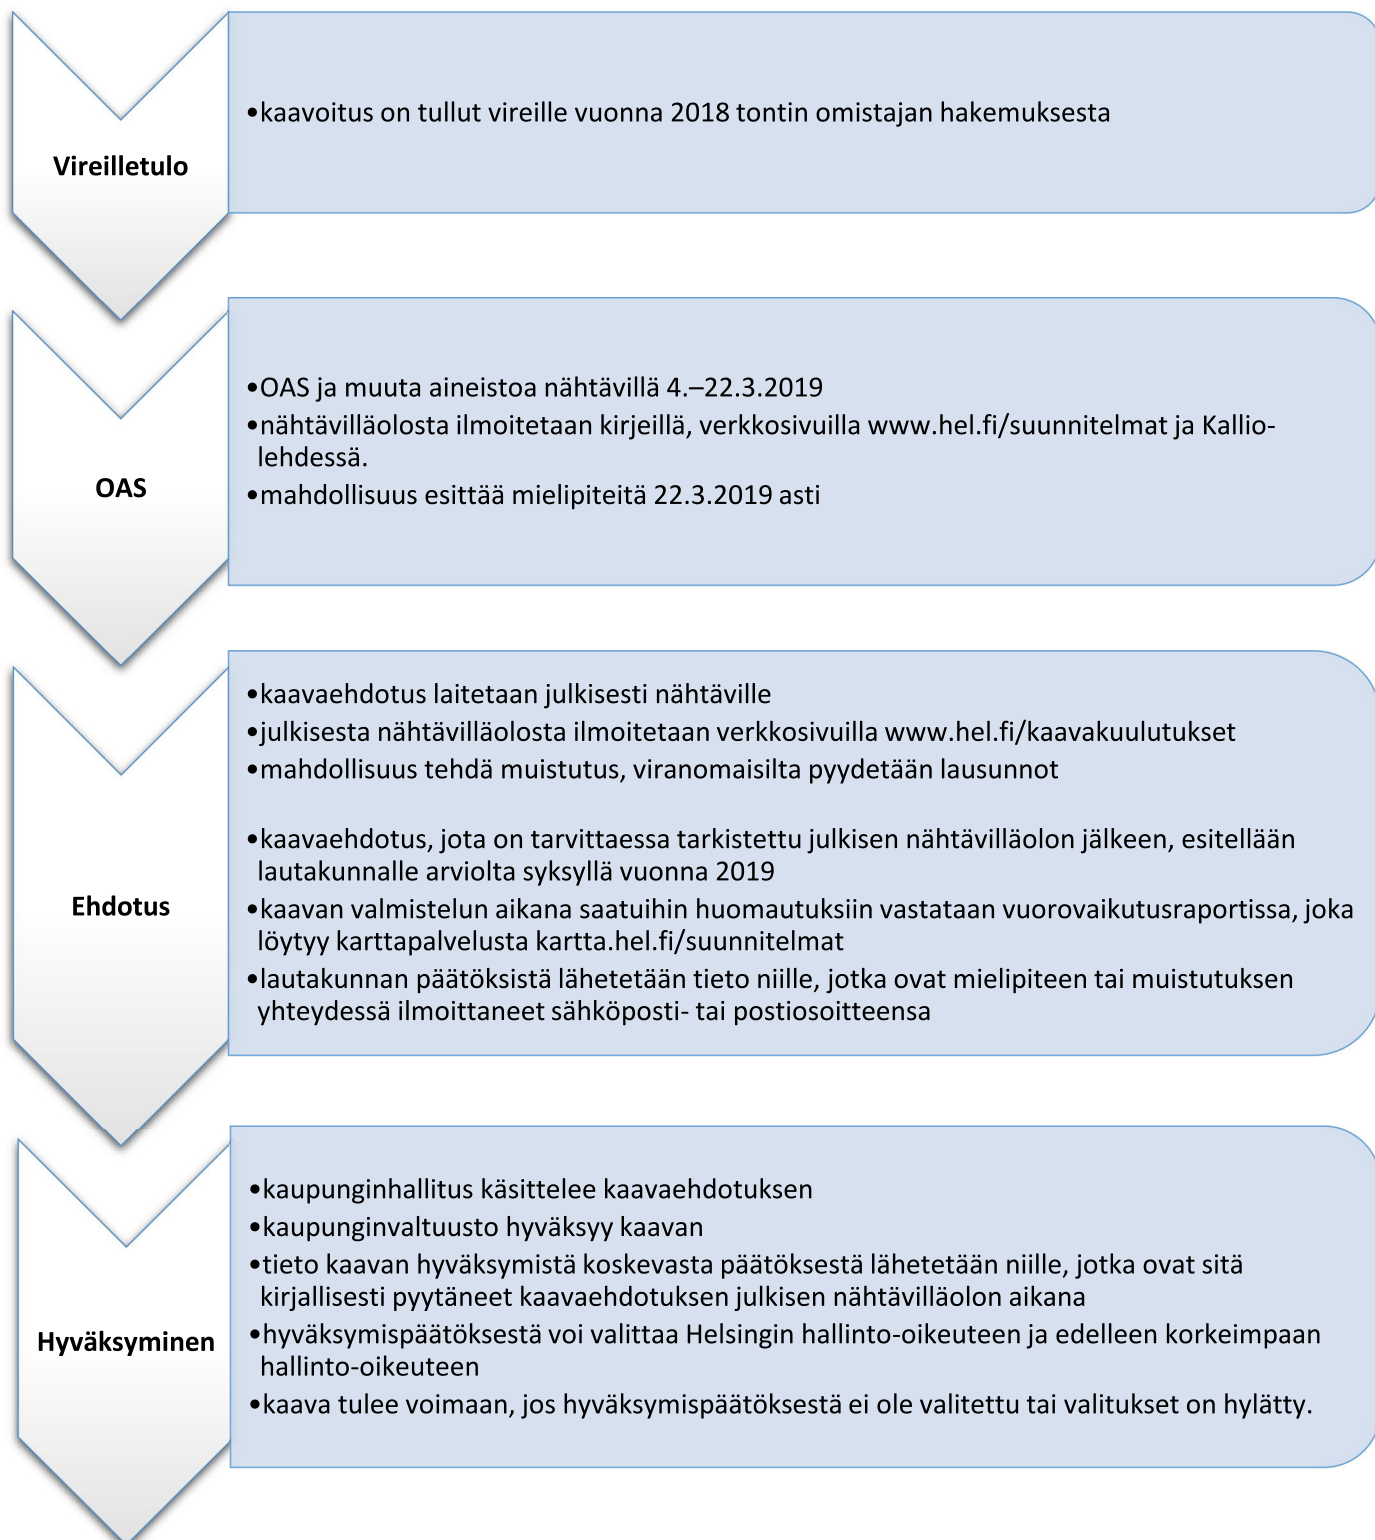 •kaavoitus on tullut vireille vuonna 2018 tontin omistajan hakemuksesta
Vireilletulo
•OAS ja muuta aineistoa nähtävillä 4.–22.3.2019
•nähtävilläolosta ilmoitetaan kirjeillä, verkkosivuilla www.hel.fi/suunnitelmat ja Kallio-
lehdessä.
OAS
•mahdollisuus esittää mielipiteitä 22.3.2019 asti
•kaavaehdotus laitetaan julkisesti nähtäville
•julkisesta nähtävilläolosta ilmoitetaan verkkosivuilla www.hel.fi/kaavakuulutukset
•mahdollisuus tehdä muistutus, viranomaisilta pyydetään lausunnot
•kaavaehdotus, jota on tarvittaessa tarkistettu julkisen nähtävilläolon jälkeen, esitellään
lautakunnalle arviolta syksyllä vuonna 2019
Ehdotus
•kaavan valmistelun aikana saatuihin huomautuksiin vastataan vuorovaikutusraportissa, joka
löytyy karttapalvelusta kartta.hel.fi/suunnitelmat
•lautakunnan päätöksistä lähetetään tieto niille, jotka ovat mielipiteen tai muistutuksen
yhteydessä ilmoittaneet sähköposti- tai postiosoitteensa
•kaupunginhallitus käsittelee kaavaehdotuksen
•kaupunginvaltuusto hyväksyy kaavan
•tieto kaavan hyväksymistä koskevasta päätöksestä lähetetään niille, jotka ovat sitä
kirjallisesti pyytäneet kaavaehdotuksen julkisen nähtävilläolon aikana
Hyväksyminen
•hyväksymispäätöksestä voi valittaa Helsingin hallinto-oikeuteen ja edelleen korkeimpaan
hallinto-oikeuteen
•kaava tulee voimaan, jos hyväksymispäätöksestä ei ole valitettu tai valitukset on hylätty.